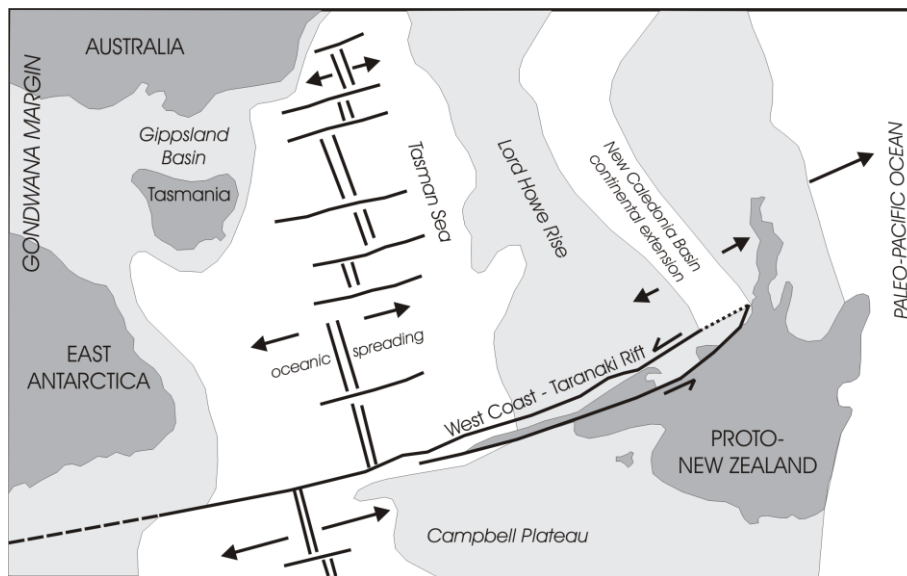 AUSTRALIA
GONDWANA MARGIN
Gippsland
Basin
Tasmania
Tasman Sea
Lord Howe Rise
New Caledonia Basin
continental extension
PALEO-PACIFIC OCEAN
EAST
ANTARCTICA
oceanic
spreading
West Coast - Taranaki Rift
PROTO-
NEW ZEALAND
Campbell Plateau